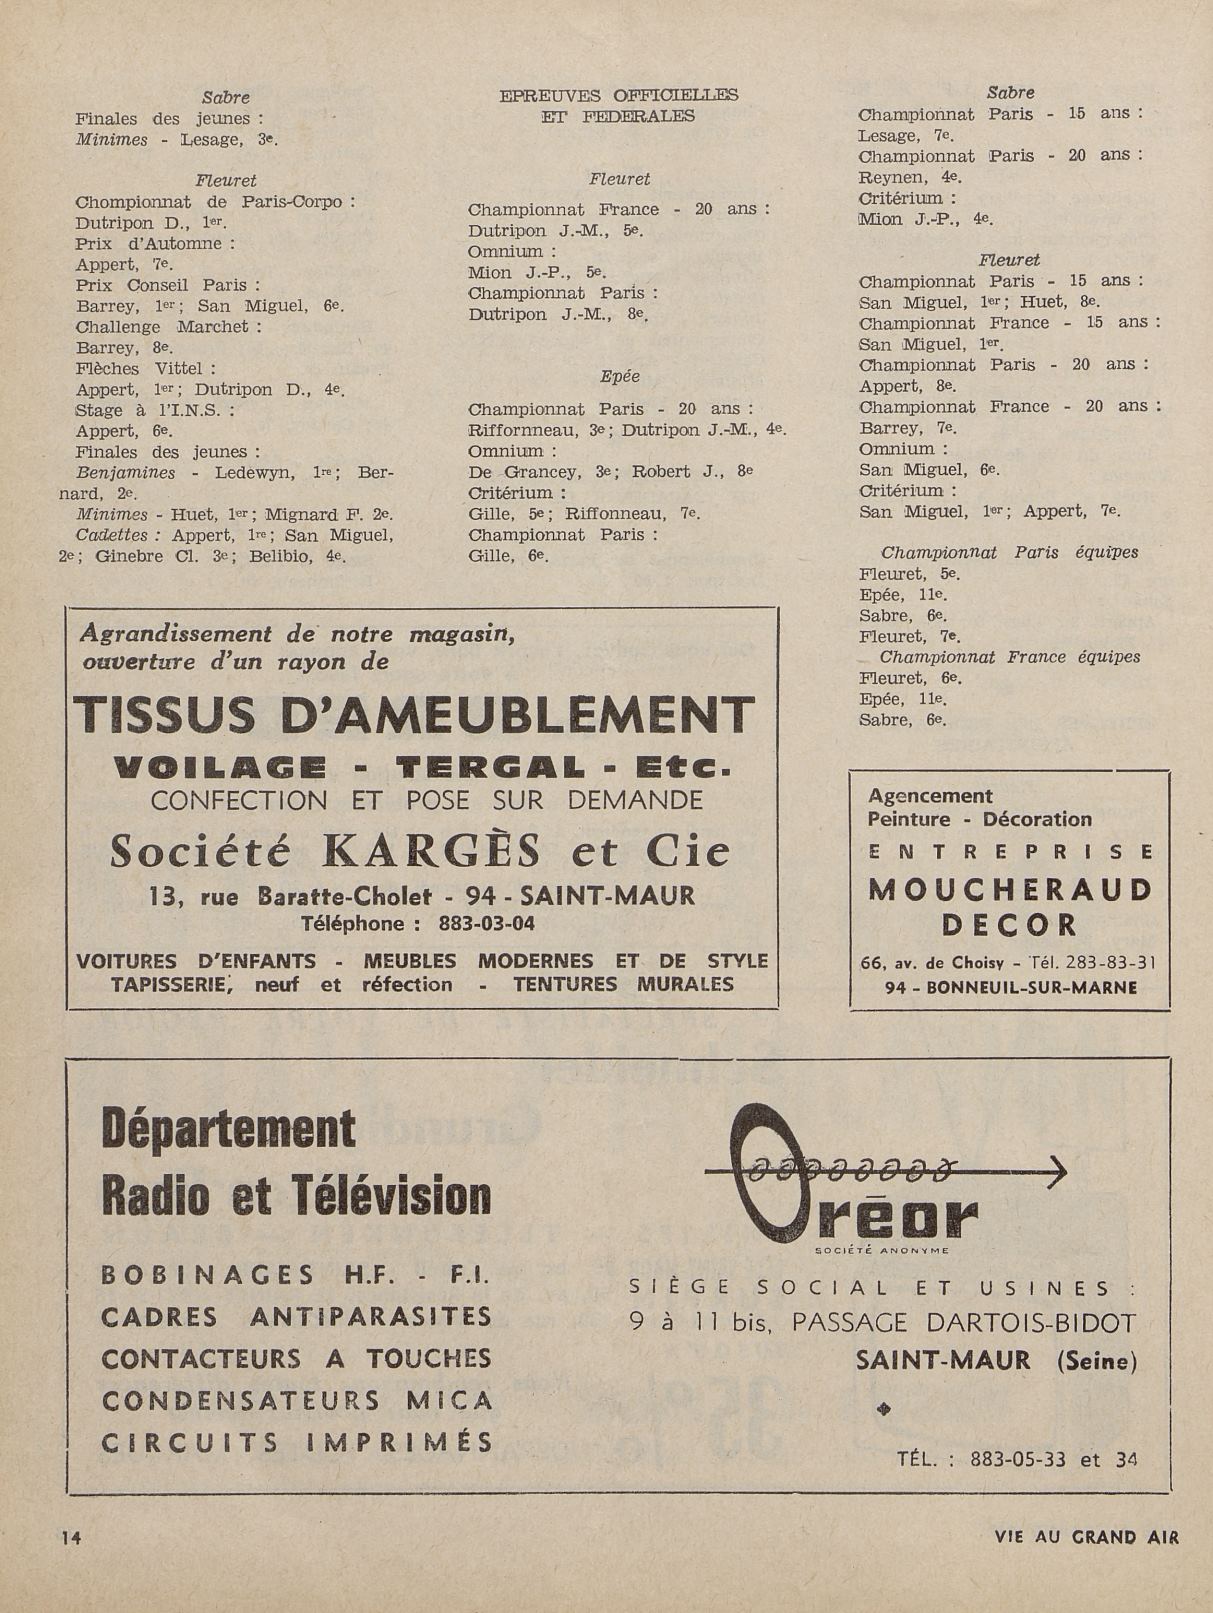 Sabre
Finales des jeunes :
Minimes - Lesage, 3e.
Fleuret
Chompionnat de Paris-Corpo :
Dutripon D., 1er.
Prix d'Automne :
Appert, 7e.
Prix Conseil Paris :
Barrey, 1er; San Miguel, 6e.
Challenge Marchet :
Barrey, 8e.
Flèches Vittel :
Appert, 1er; Dutripon D., 4e.
Stage à l'I.N.S. :
Appert, 6e.
Finales des jeunes :
Benjamines - Ledewyn, 1re; Ber-
nard, 2e.
Minimes - Huet, 1er; Mignard F. 2e.
Cadettes : Appert, 1re; San Miguel,
2e; Ginebre Cl. 3e; Belibio, 4e.
EPREUVES OFFICIELLES
ET FEDERALES
Fleuret
Championnat France - 20 ans :
Dutripon J.-M., 5e.
Omnium :
Mion J.-P., 5e.
Championnat Paris :
Dutripon J.-M., 8e.
Epée
Championnat Paris - 20 ans :
Rifforneau, 3e; Dutripon J.-M., 4e.
Omnium :
De Grancey, 3e; Robert J., 8e
Critérium :
Gille, 5e; Riffonneau, 7e.
Championnat Paris :
Gille, 6e.
Sabre
Championnat Paris - 15 ans :
Lesage, 7e.
Championnat Paris - 20 ans :
Reynen, 4e.
Critérium :
Mion J.-P., 4e.
Fleuret
Championnat Paris - 15 ans :
San Miguel, 1er; Huet, 8e.
Championnat France - 15 ans :
San Miguel, 1er.
Championnat Paris - 20 ans :
Appert, 8e.
Championnat France - 20 ans :
Barrey, 7e.
Omnium :
San Miguel, 6e.
Critérium :
San Miguel, 1er; Appert, 7e.
Championnat Paris équipes
Fleuret, 5e.
Epée, 11e.
Sabre, 6e.
Fleuret, 7e.
Championnat France équipes
Fleuret, 6e.
Epée, 11e.
Sabre, 6e.
Agrandissement de notre magasin,
ouverture d'un rayon de
TISSUS D'AMEUBLEMENT
VOILAGE - TERGAL - Etc.
CONFECTION ET POSE SUR DEMANDE
Société KARGÈS et Cie
13, rue Baratte-Cholet - 94 - SAINT-MAUR
Téléphone : 883-03-04
VOITURES D'ENFANTS - MEUBLES MODERNES ET DE STYLE
TAPISSERIE, neuf et réfection - TENTURES MURALES
Agencement
Peinture - Décoration
ENTREPRISE
MOUCHERAUD
DECOR
66, av. de Choisy - Tél. 283-83-31
94 - BONNEUIL-SUR-MARNE
Département
Radio et Télévision
BOBINAGES H.F. - F.I.
CADRES ANTIPARASITES
CONTACTEURS A TOUCHES
CONDENSATEURS MICA
CIRCUITS IMPRIMÉS
Oréor
SOCIÉTÉ ANONYME
SIÈGE SOCIAL ET USINES :
9 à 11 bis, PASSAGE DARTOIS-BIDOT
SAINT-MAUR (Seine)
TÉL. : 883-05-33 et 34
14
VIE AU GRAND AIR